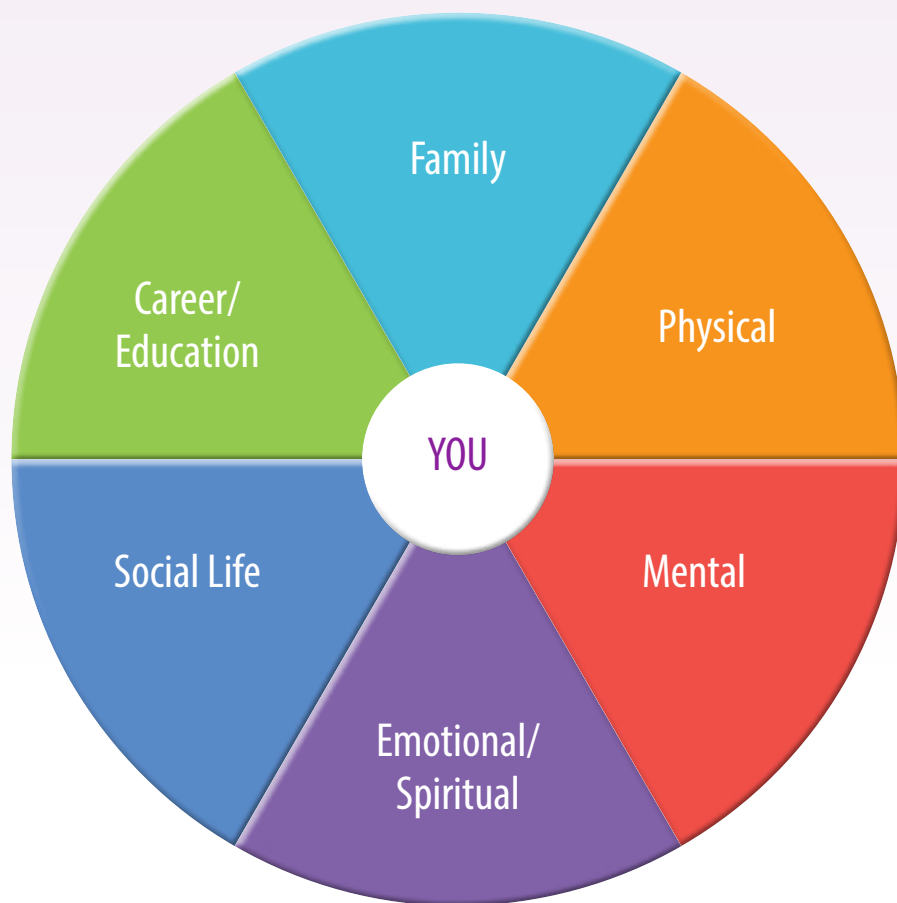 Family
Career/
Education
Physical
YOU
Social Life
Mental
Emotional/
Spiritual